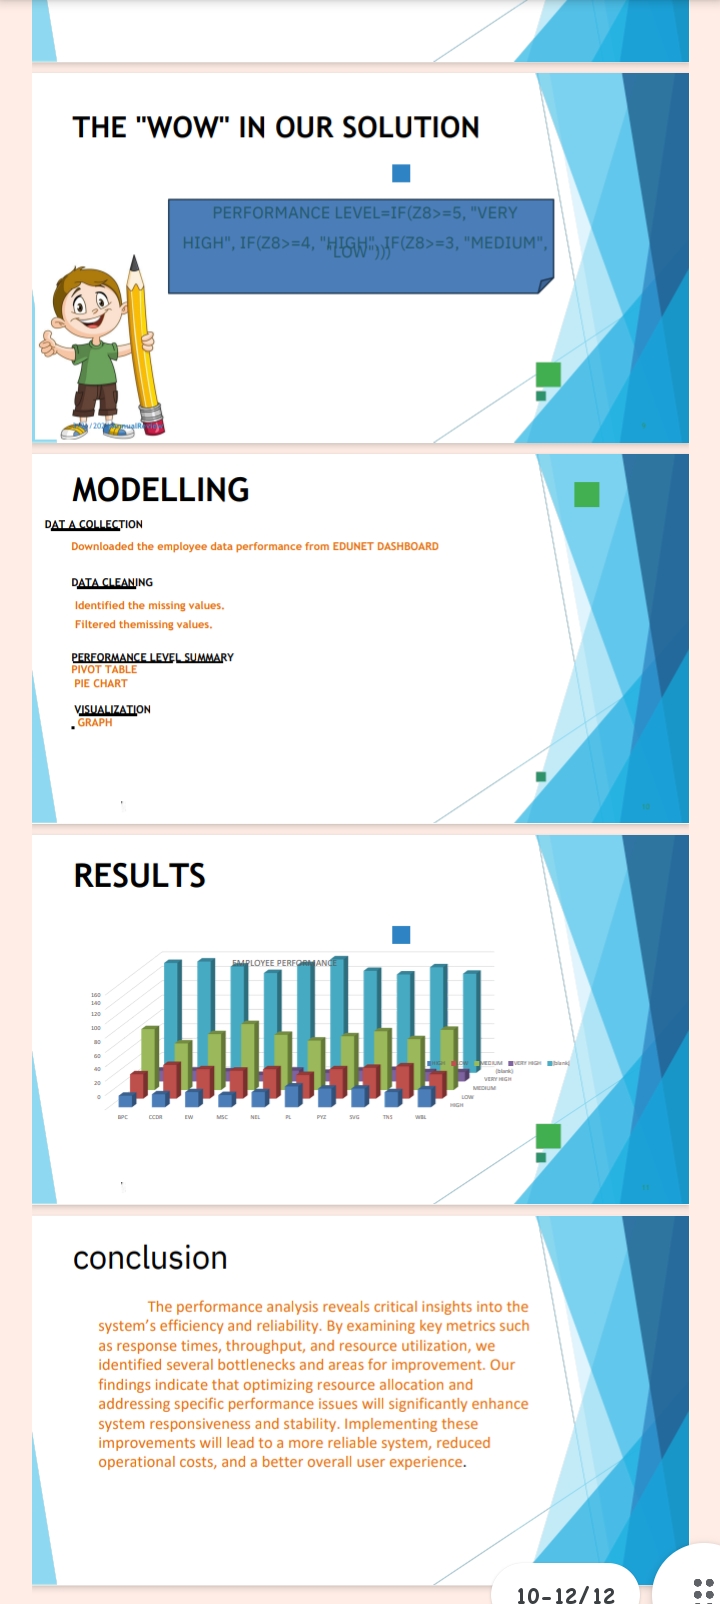 THE "WOW" IN OUR SOLUTION
PERFORMANCE LEVEL=IF(Z8>=5, "VERY
HIGH", IF(Z8>=4, "HIGH", IF(Z8>=3, "MEDIUM",
"LOW")))
MODELLING
DAT A COLLECTION
Downloaded the employee data performance from EDUNET DASHBOARD
DATA CLEANING
Identified the missing values.
Filtered themissing values.
PERFORMANCE LEVEL SUMMARY
PIVOT TABLE
PIE CHART
VISUALIZATION
GRAPH
RESULTS
EMPLOYEE PERFORMANCE
160
140
120
100
80
60
40
20
0
BPC CCDR EW MSC NEL PL PYZ SVG TNS WBL
HIGH LOW MEDIUM VERY HIGH (blank)
(blank)
VERY HIGH
MEDIUM
LOW
HIGH
11
conclusion
The performance analysis reveals critical insights into the
system's efficiency and reliability. By examining key metrics such
as response times, throughput, and resource utilization, we
identified several bottlenecks and areas for improvement. Our
findings indicate that optimizing resource allocation and
addressing specific performance issues will significantly enhance
system responsiveness and stability. Implementing these
improvements will lead to a more reliable system, reduced
operational costs, and a better overall user experience.
10-12/12